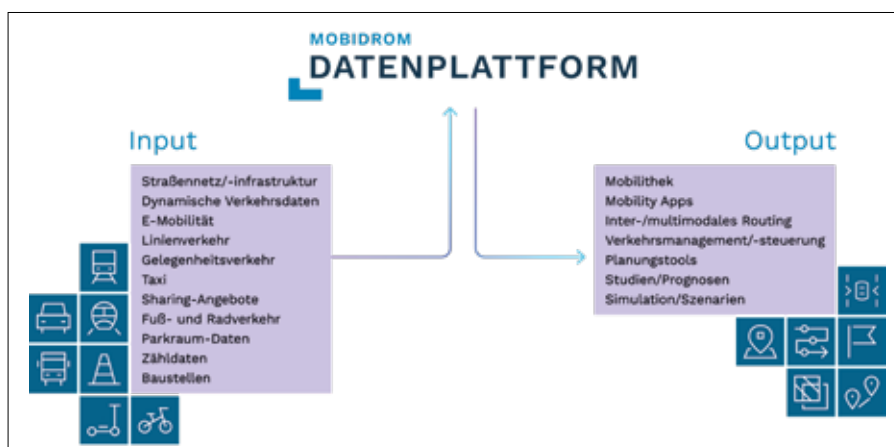 MOBIDROM
DATENPLATTFORM
Input
Straßennetz/-infrastruktur
Dynamische Verkehrsdaten
E-Mobilität
Linienverkehr
Gelegenheitsverkehr
Taxi
Sharing-Angebote
Fuß- und Radverkehr
Parkraum-Daten
Zähldaten
Baustellen
Output
Mobilithek
Mobility Apps
Inter-/multimodales Routing
Verkehrsmanagement/-steuerung
Planungstools
Studien/Prognosen
Simulation/Szenarien